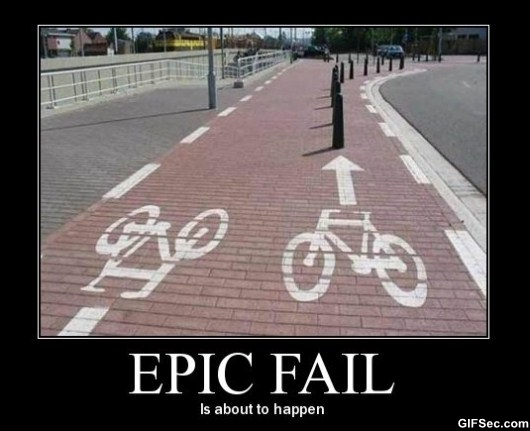 EPIC FAIL
Is about to happen
GIFSec.com